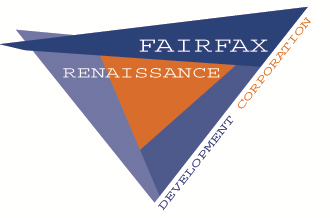 FAIRFAX
RENAISSANCE
DEVELOPMENT CORPORATION